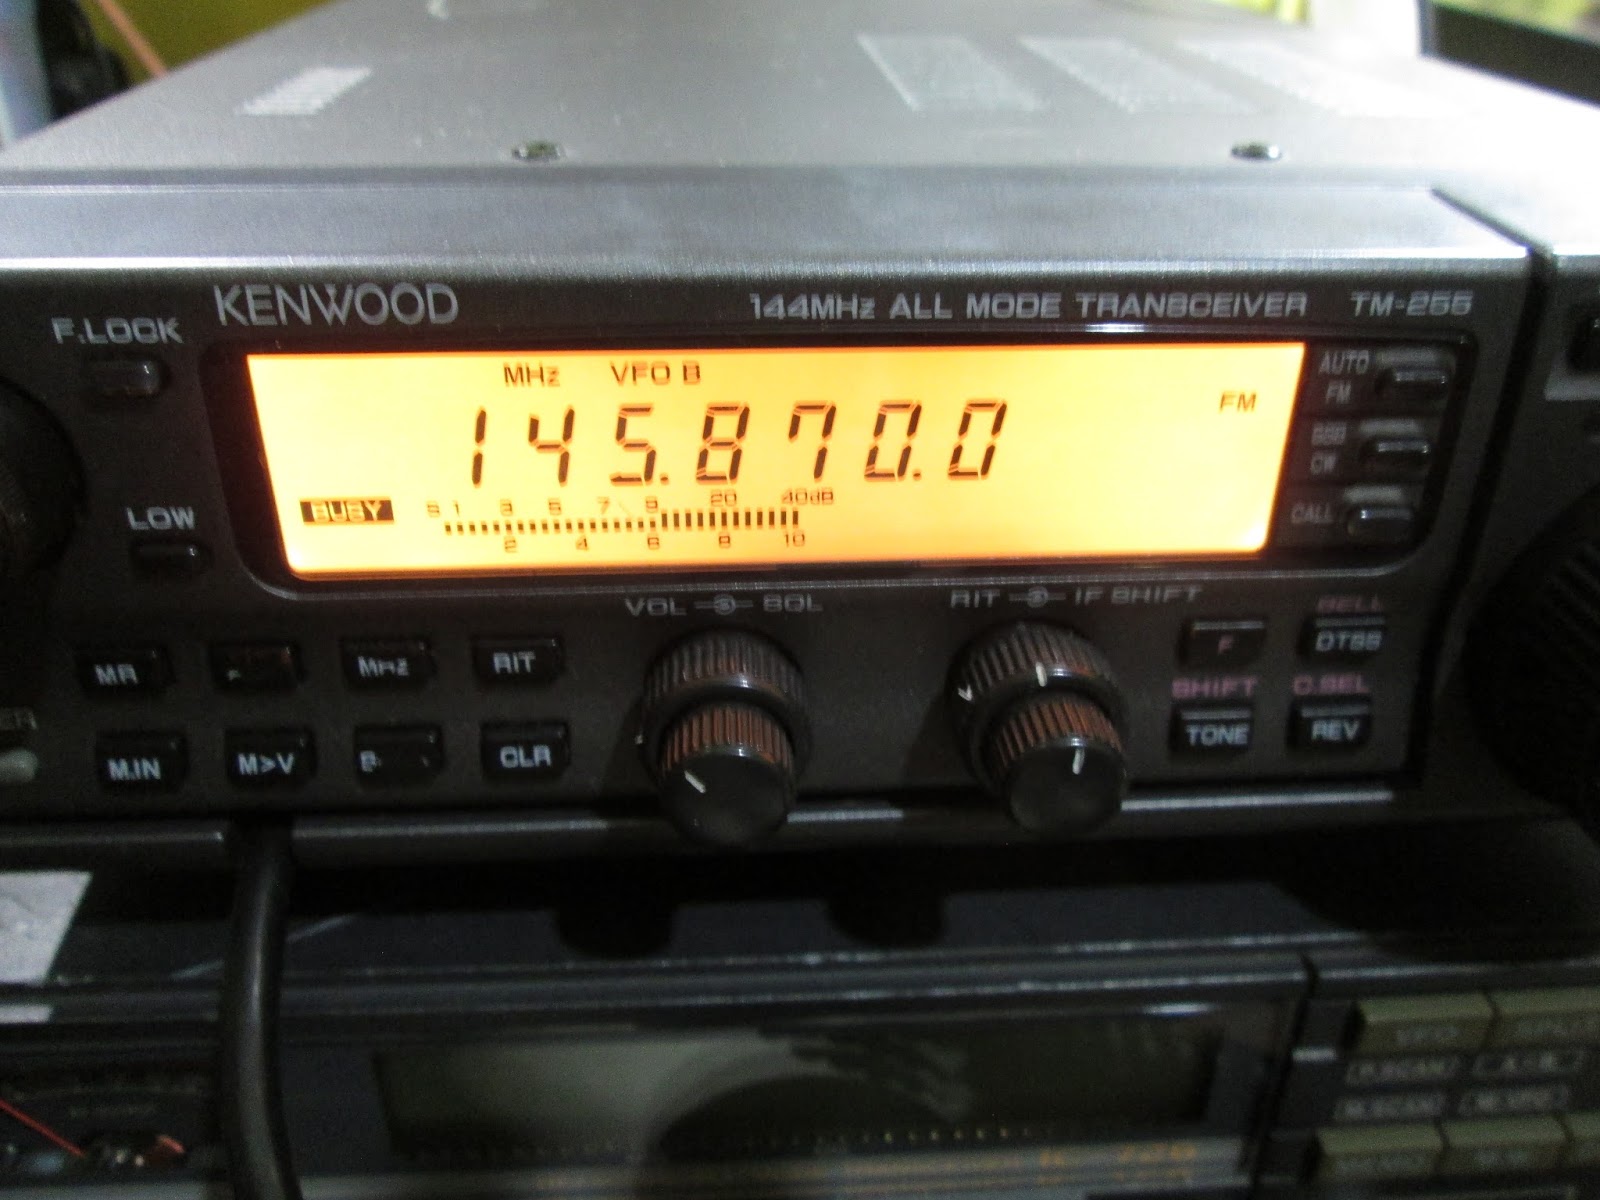 KENWOOD 144MHz ALL MODE TRANSCEIVER TM-255
F.LOCK
MHz VFO B
AUTO
FM
FM
145.870.0
SSB
CW
BUSY S 1 3 5 7 9 20 40dB
CALL
LOW
2 4 6 8 10
VOL SQL RIT IF SHIFT
BELL
MR MHz RIT F DTSS
SHIFT C.SEL
M.IN M>V CLR TONE REV